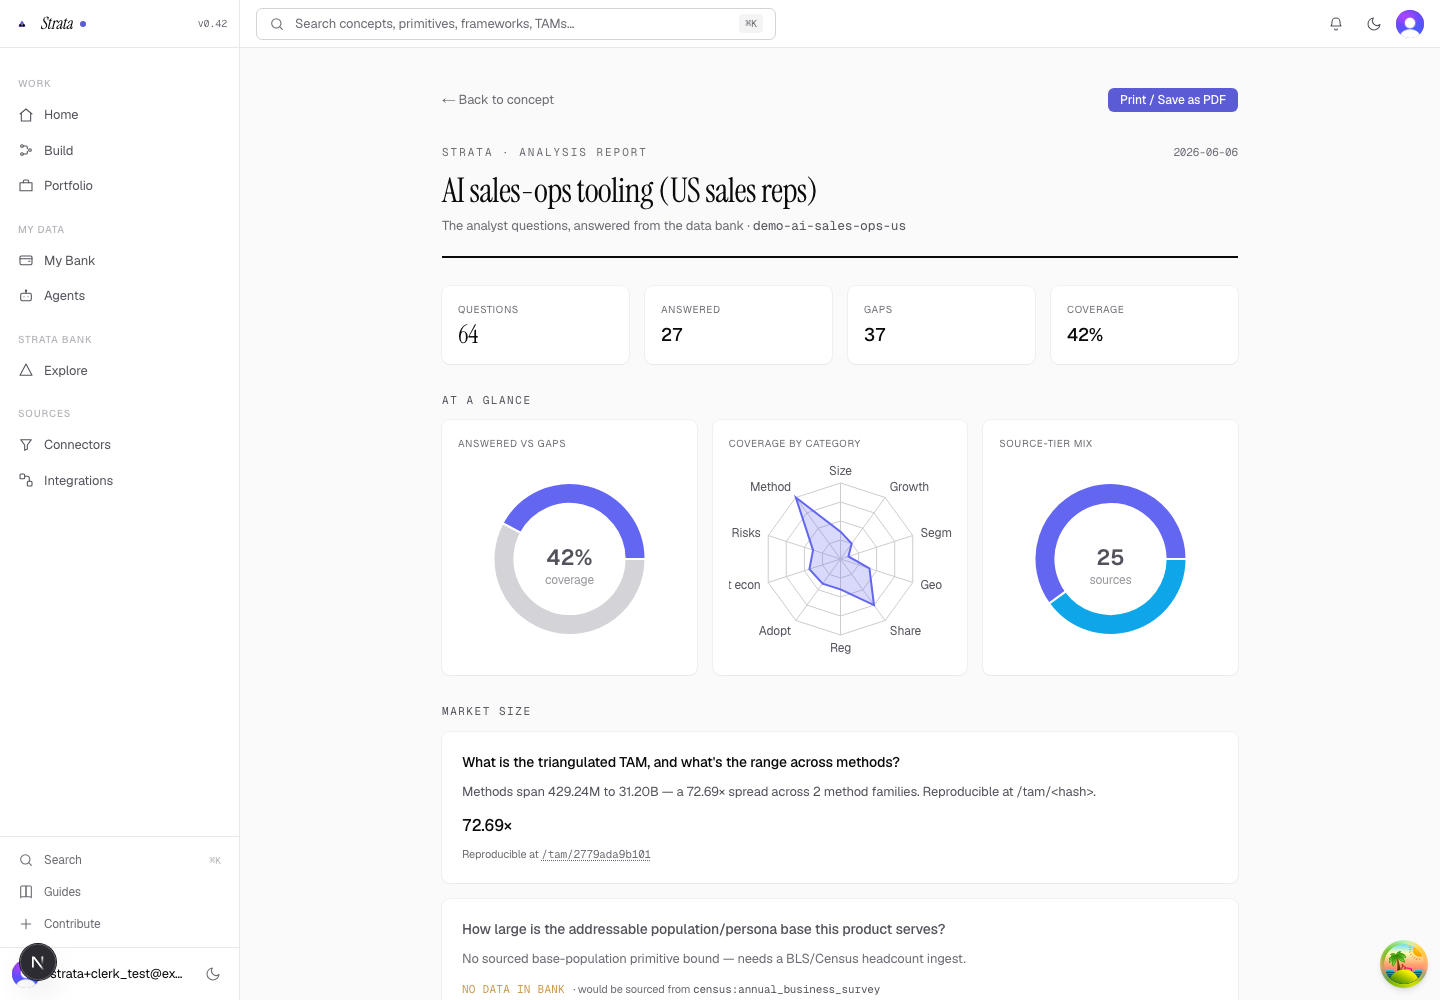 Strata
v0.42
WORK
Home
Build
Portfolio
MY DATA
My Bank
Agents
STRATA BANK
Explore
SOURCES
Connectors
Integrations
Search
⌘K
Guides
Contribute
N
strata+clerk_test@ex...
Search concepts, primitives, frameworks, TAMs...
⌘K
← Back to concept
Print / Save as PDF
STRATA · ANALYSIS REPORT
2026-06-06
AI sales-ops tooling (US sales reps)
The analyst questions, answered from the data bank · demo-ai-sales-ops-us
QUESTIONS
64
ANSWERED
27
GAPS
37
COVERAGE
42%
AT A GLANCE
ANSWERED VS GAPS
42%
coverage
COVERAGE BY CATEGORY
Size
Growth
Segm
Geo
Share
Reg
Adopt
t econ
Risks
Method
SOURCE-TIER MIX
25
sources
MARKET SIZE
What is the triangulated TAM, and what's the range across methods?
Methods span 429.24M to 31.20B — a 72.69× spread across 2 method families. Reproducible at /tam/<hash>.
72.69×
Reproducible at /tam/2779ada9b101
How large is the addressable population/persona base this product serves?
No sourced base-population primitive bound — needs a BLS/Census headcount ingest.
NO DATA IN BANK · would be sourced from census:annual_business_survey